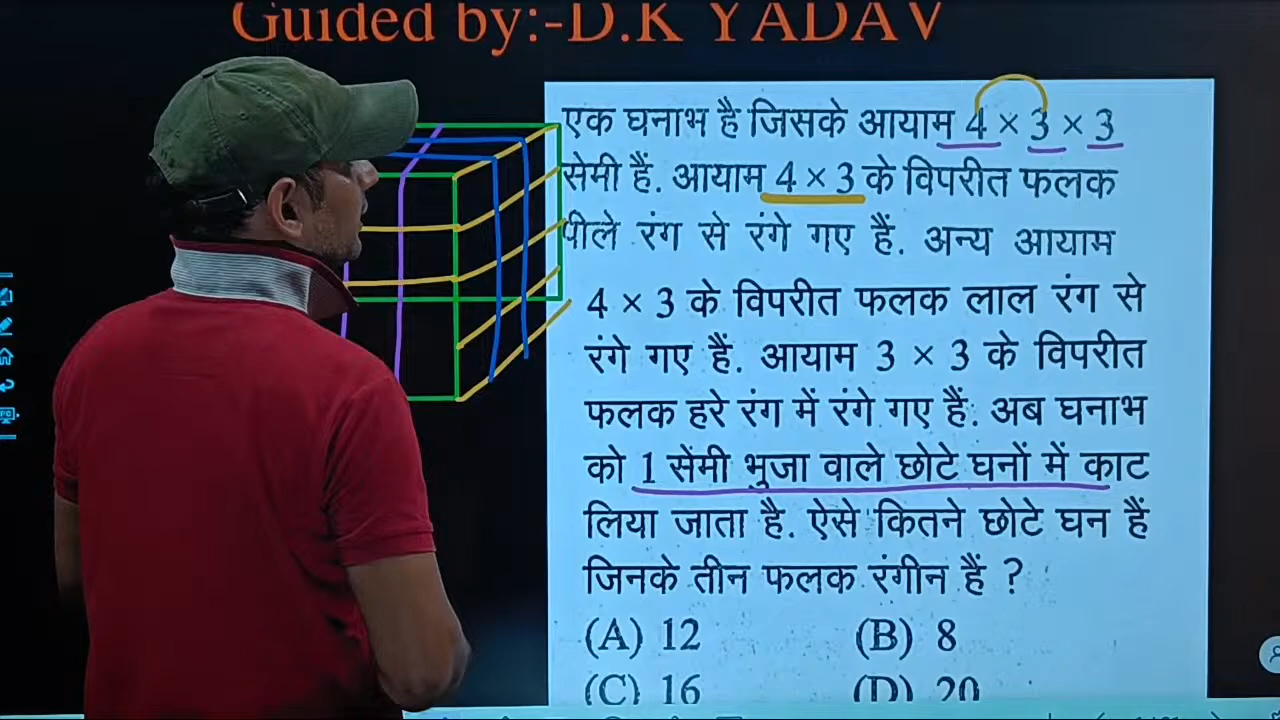 Guided by:-D.K YADAV
एक घनाभ है जिसके आयाम 4 × 3 × 3
सेमी हैं. आयाम 4 × 3 के विपरीत फलक
पीले रंग से रंगे गए हैं. अन्य आयाम
4 × 3 के विपरीत फलक लाल रंग से
रंगे गए हैं. आयाम 3 × 3 के विपरीत
फलक हरे रंग में रंगे गए हैं. अब घनाभ
को 1 सेंमी भुजा वाले छोटे घनों में काट
लिया जाता है. ऐसे कितने छोटे घन हैं
जिनके तीन फलक रंगीन हैं ?
(A) 12 (B) 8
(C) 16 (D) 20